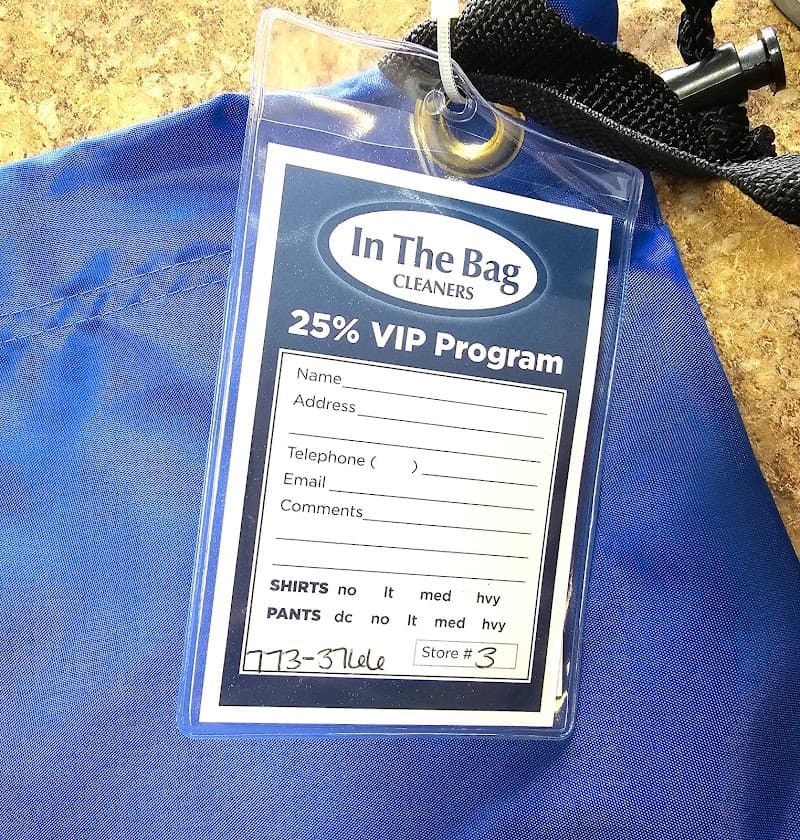 In The Bag
CLEANERS
25% VIP Program
Name
Address
Telephone ( )
Email
Comments
SHIRTS no lt med hvy
PANTS dc no lt med hvy
773-3766
Store # 3